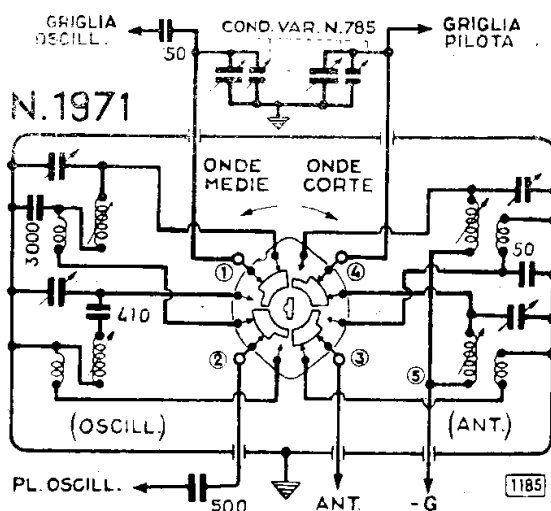 GRIGLIA
OSCILL.
50
COND. VAR. N.785
GRIGLIA
PILOTA
N.1971
ONDE
MEDIE
ONDE
CORTE
3000
50
1
4
410
2
3
5
(OSCILL.)
(ANT.)
PL. OSCILL.
500
ANT.
-G
1185